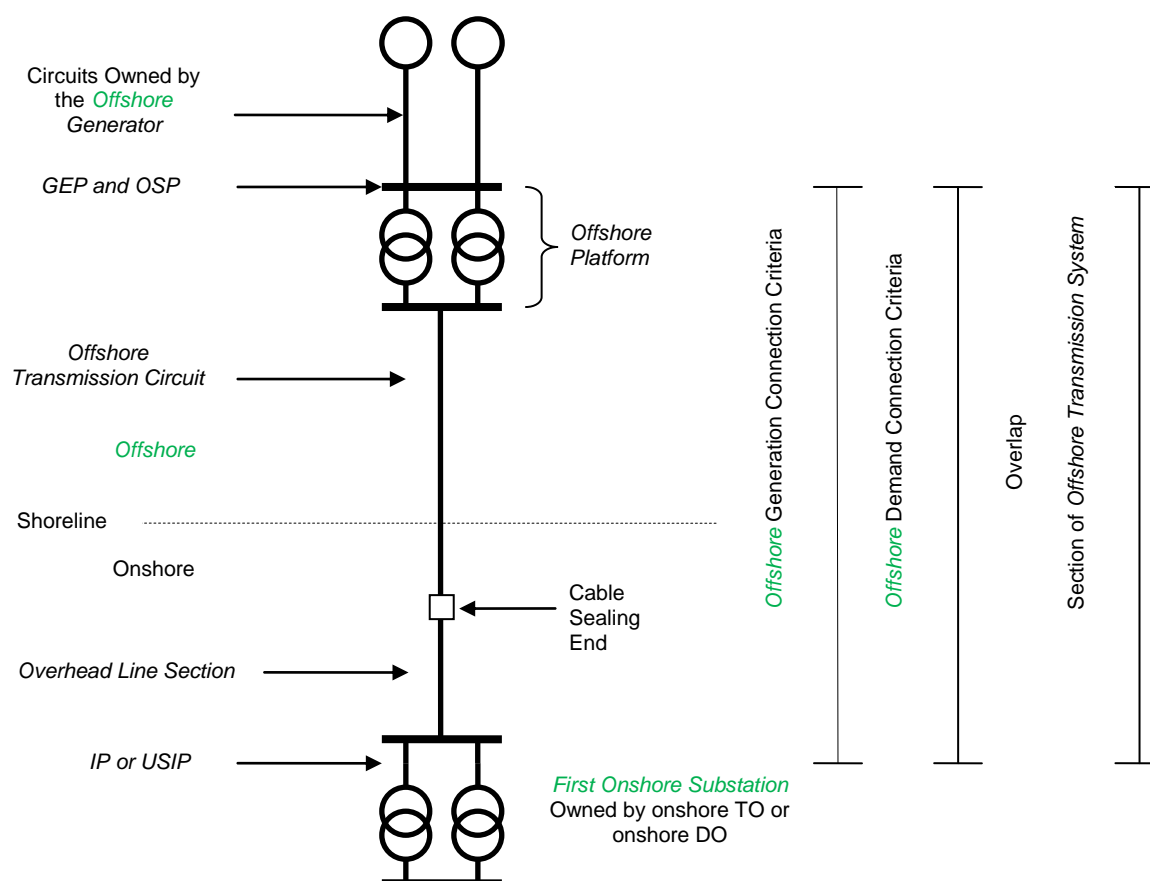 Circuits Owned by
the Offshore
Generator
GEP and OSP
Offshore
Platform
Offshore
Transmission Circuit
Offshore
Shoreline
Onshore
Cable
Sealing
End
Overhead Line Section
IP or USIP
First Onshore Substation
Owned by onshore TO or
onshore DO
Offshore Generation Connection Criteria
Offshore Demand Connection Criteria
Overlap
Section of Offshore Transmission System